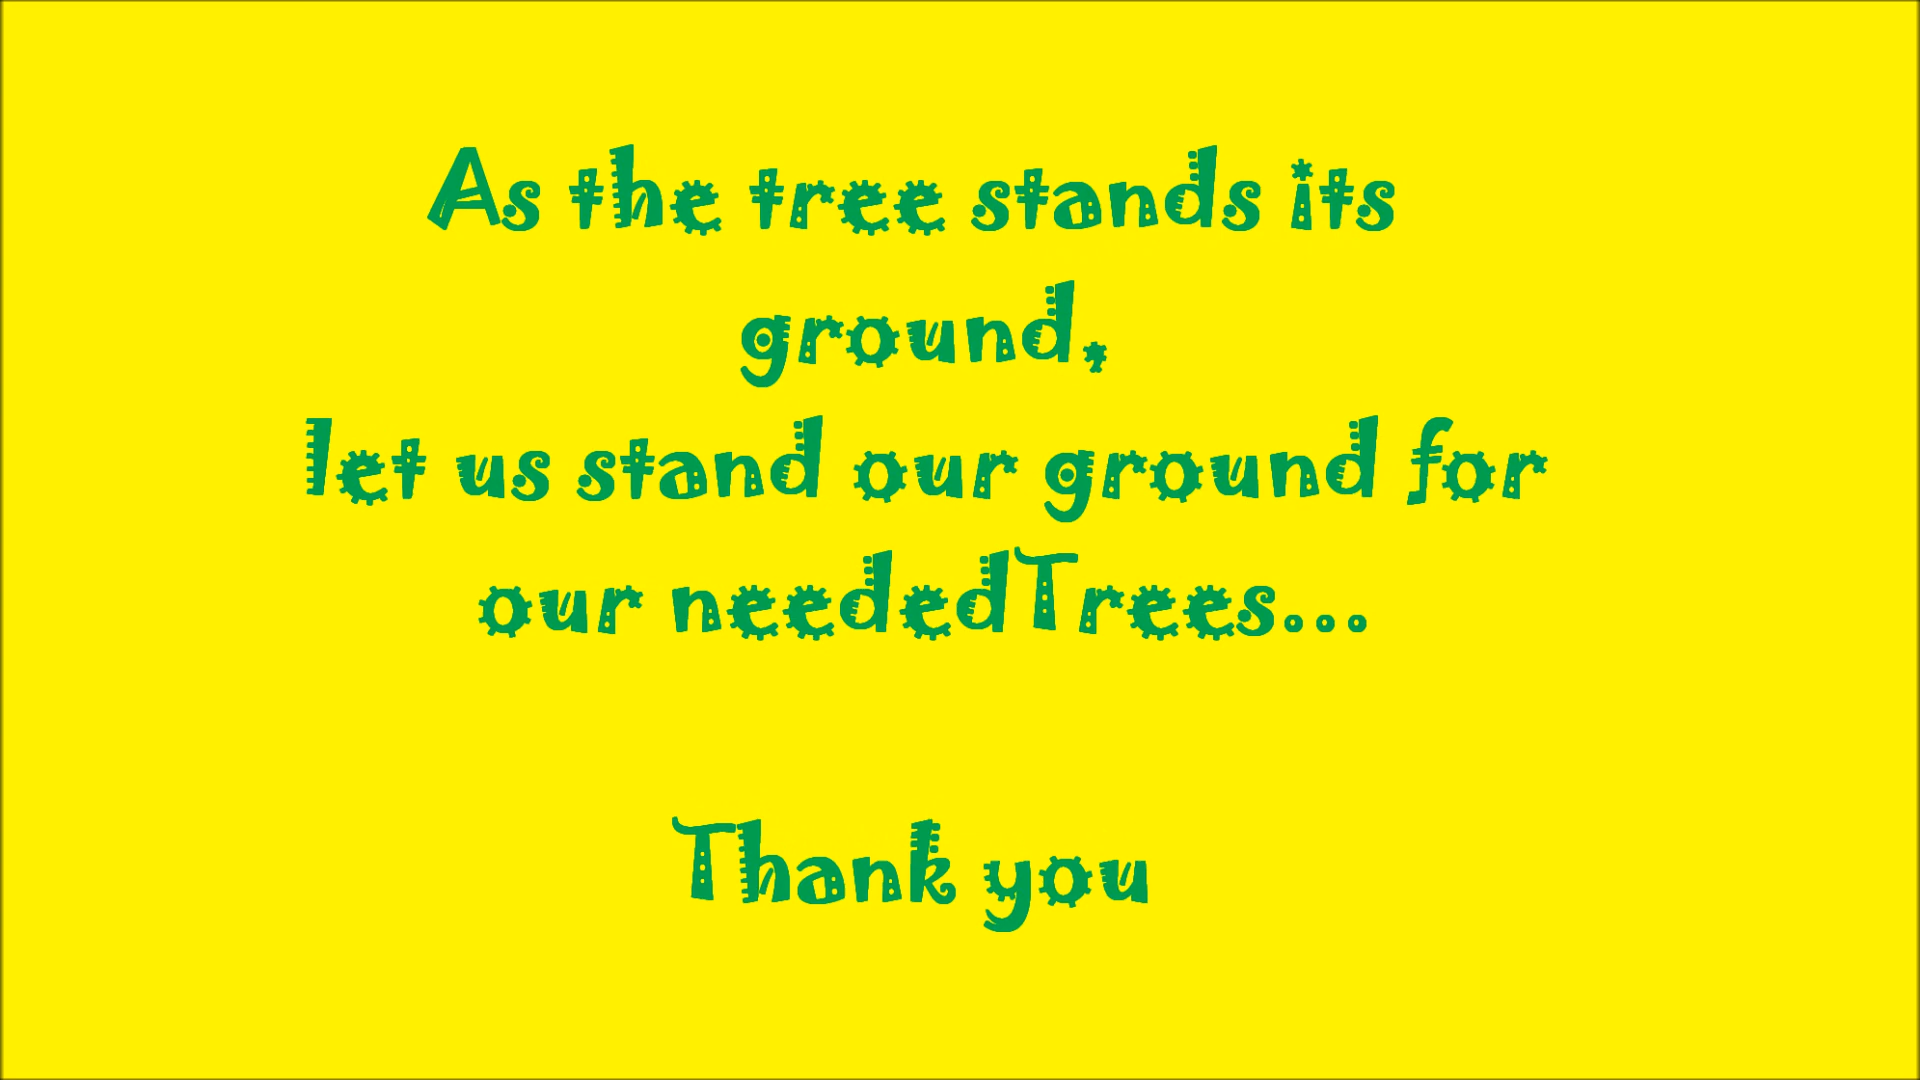 As the tree stands its
ground,
let us stand our ground for
our neededTrees...
Thank you